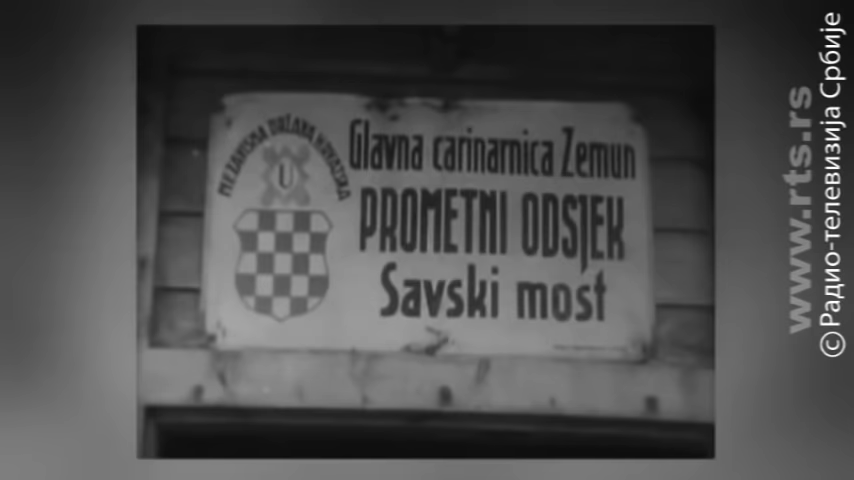 NEZAVISNA DRŽAVA HRVATSKA
U
Glavna carinarnica Zemun
PROMETNI ODSJEK
Savski most
www.rts.rs
©Радио-телевизија Србије